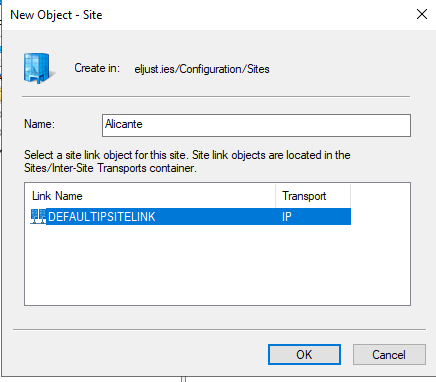 New Object - Site
Create in: eljust.ies/Configuration/Sites
Name: Alicante
Select a site link object for this site. Site link objects are located in the
Sites/Inter-Site Transports container.
Link Name Transport
DEFAULTIPSITELINK IP
OK Cancel